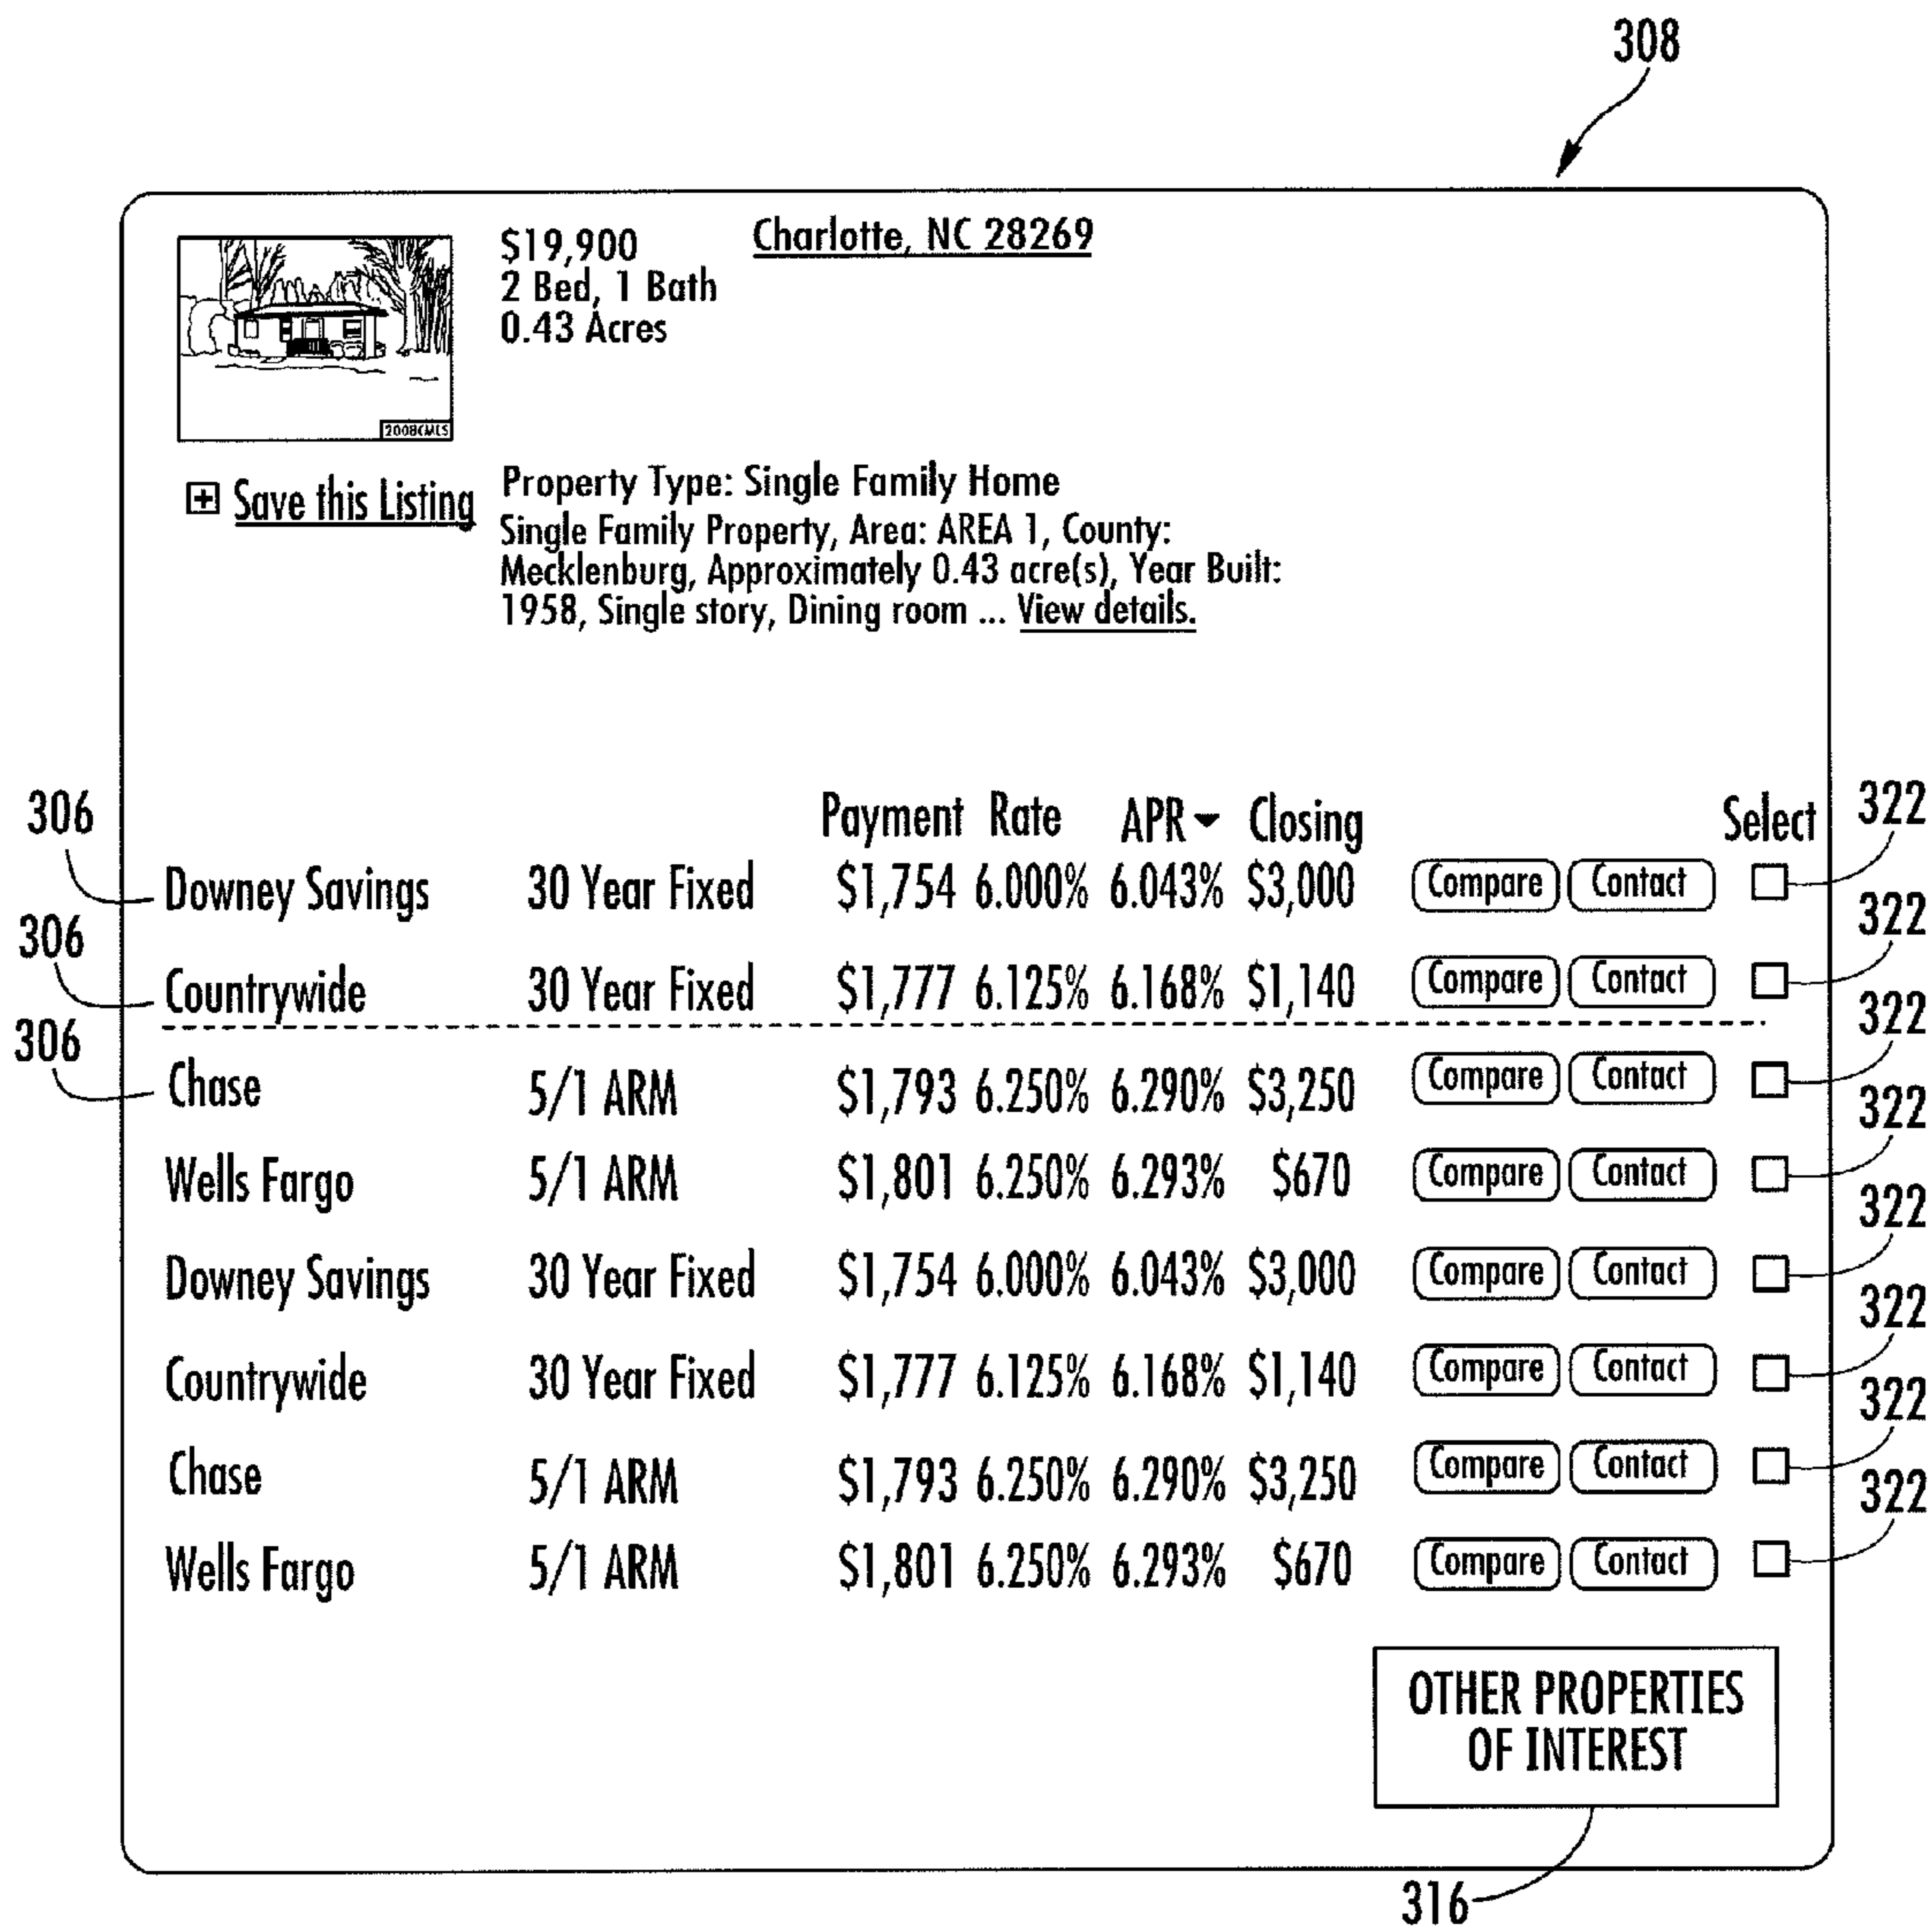 308
$19,900 Charlotte, NC 28269
2 Bed, 1 Bath
0.43 Acres
2008CMLS
Save this Listing
Property Type: Single Family Home
Single Family Property, Area: AREA 1, County:
Mecklenburg, Approximately 0.43 acre(s), Year Built:
1958, Single story, Dining room ... View details.
306 Payment Rate APR Closing Select 322
Downey Savings 30 Year Fixed $1,754 6.000% 6.043% $3,000 Compare Contact
306 322
Countrywide 30 Year Fixed $1,777 6.125% 6.168% $1,140 Compare Contact
306 322
Chase 5/1 ARM $1,793 6.250% 6.290% $3,250 Compare Contact
322
Wells Fargo 5/1 ARM $1,801 6.250% 6.293% $670 Compare Contact
322
Downey Savings 30 Year Fixed $1,754 6.000% 6.043% $3,000 Compare Contact
322
Countrywide 30 Year Fixed $1,777 6.125% 6.168% $1,140 Compare Contact
322
Chase 5/1 ARM $1,793 6.250% 6.290% $3,250 Compare Contact
322
Wells Fargo 5/1 ARM $1,801 6.250% 6.293% $670 Compare Contact
OTHER PROPERTIES
OF INTEREST
316